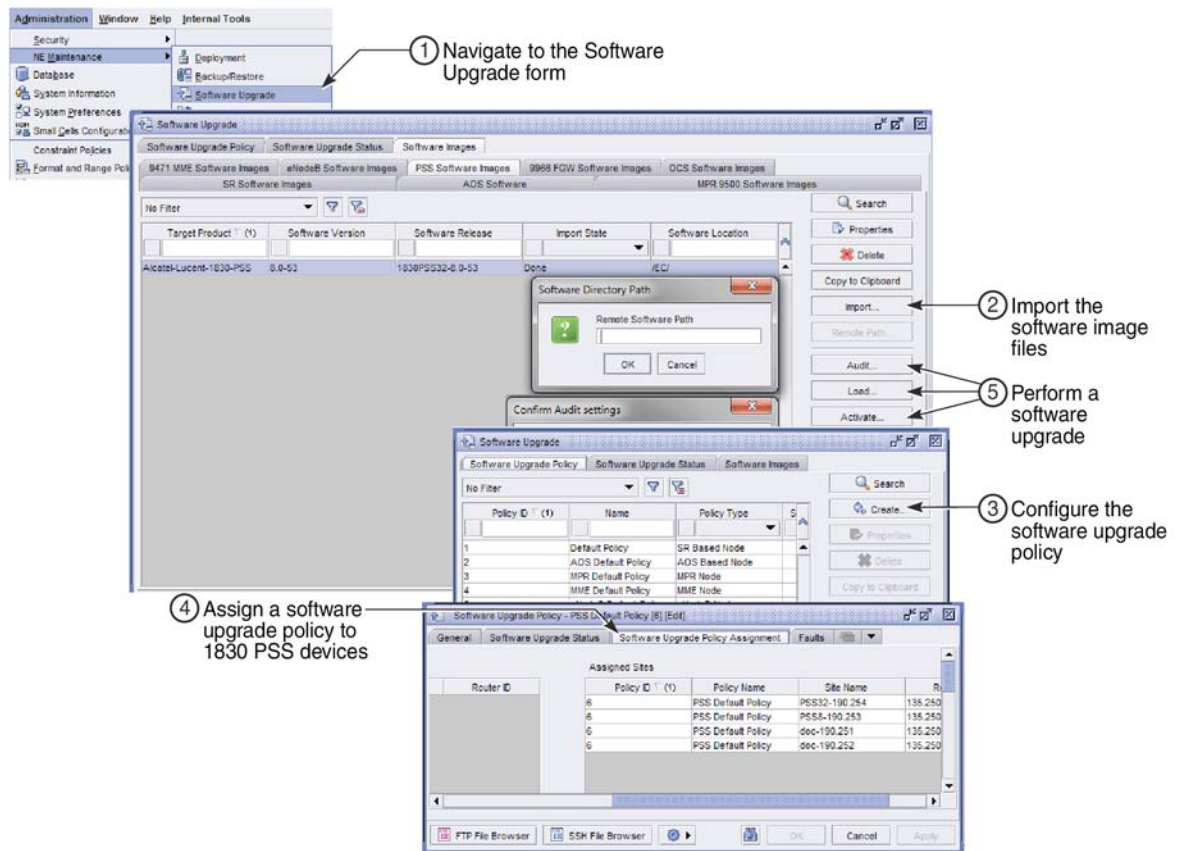 Administration Window Help Internal Tools
Security
NE Maintenance
Database
System Information
System Preferences
Small Cells Configurati
Constraint Policies
Format and Range Poli
Deployment
Backup/Restore
Software Upgrade
1 Navigate to the Software
Upgrade form
Software Upgrade
Software Upgrade Policy Software Upgrade Status Software Images
9471 MME Software Images eNodeB Software Images PSS Software Images 9966 FGW Software Images OCS Software Images
SR Software Images AOS Software MPR 9500 Software Images
No Filter
Target Product (1) Software Version Software Release Import State Software Location
Alcatel-Lucent-1830-PSS 8.0-53 1830PSS32-8.0-53 Done /EC/
Search
Properties
Delete
Copy to Clipboard
Import...
Remote Path...
Audit...
Load...
Activate...
2 Import the
software image
files
5 Perform a
software
upgrade
Software Directory Path
Remote Software Path
OK Cancel
Confirm Audit settings
Software Upgrade
Software Upgrade Policy Software Upgrade Status Software Images
No Filter
Policy ID (1) Name Policy Type S
1 Default Policy SR Based Node
2 AOS Default Policy AOS Based Node
3 MPR Default Policy MPR Node
4 MME Default Policy MME Node
Search
Create...
Properties
Delete
Copy to Clipboard
3 Configure the
software upgrade
policy
4 Assign a software
upgrade policy to
1830 PSS devices
Software Upgrade Policy - PSS Default Policy [6] [Edit]
General Software Upgrade Status Software Upgrade Policy Assignment Faults
Assigned Sites
Router ID
Policy ID (1) Policy Name Site Name
6 PSS Default Policy PSS32-190.254 135.250
6 PSS Default Policy PSS8-190.253 135.250
6 PSS Default Policy doc-190.251 135.250
6 PSS Default Policy doc-190.252 135.250
FTP File Browser SSH File Browser OK Cancel Apply